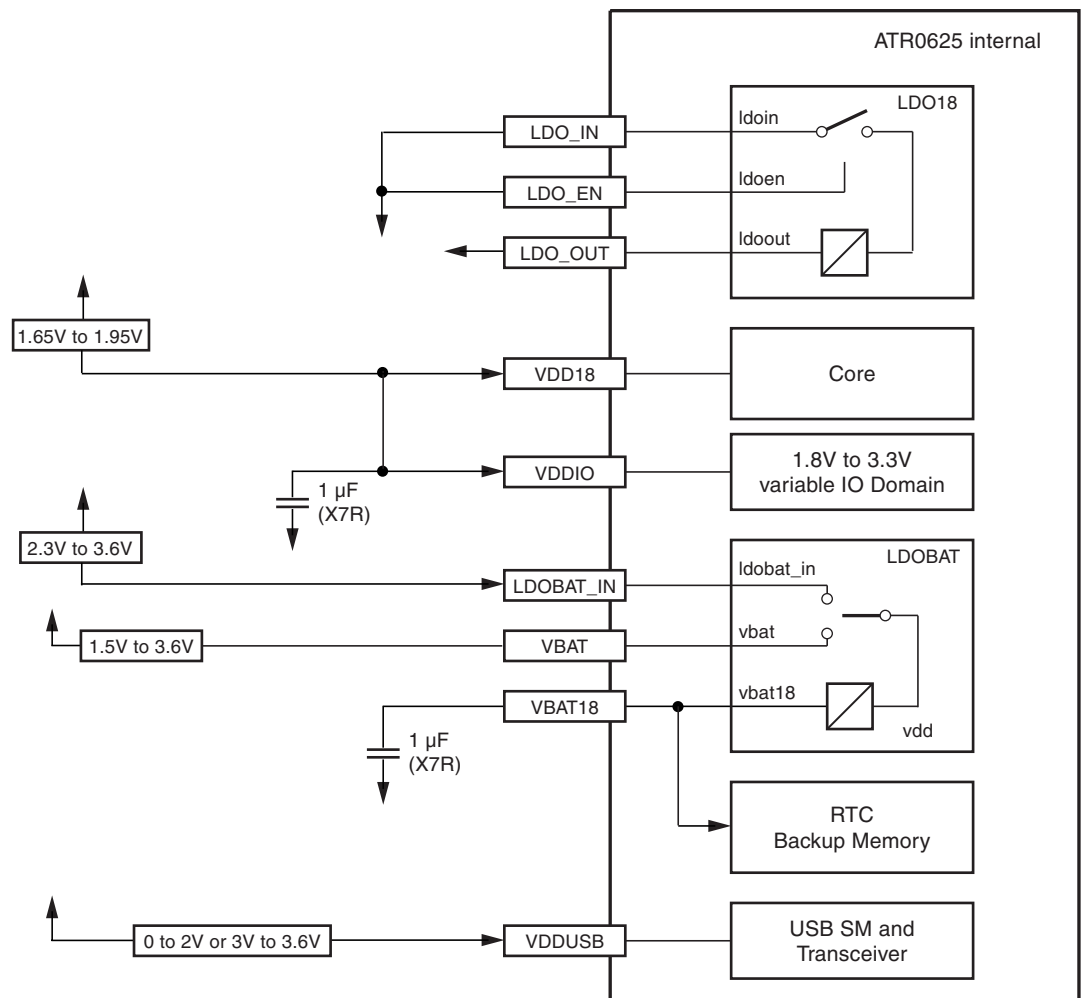 ATR0625 internal
LDO18
LDO_IN
ldoin
LDO_EN
ldoen
LDO_OUT
ldoout
1.65V to 1.95V
VDD18
Core
VDDIO
1.8V to 3.3V
variable IO Domain
1 µF
(X7R)
2.3V to 3.6V
LDOBAT
LDOBAT_IN
ldobat_in
1.5V to 3.6V
VBAT
vbat
VBAT18
vbat18
vdd
1 µF
(X7R)
RTC
Backup Memory
0 to 2V or 3V to 3.6V
VDDUSB
USB SM and
Transceiver